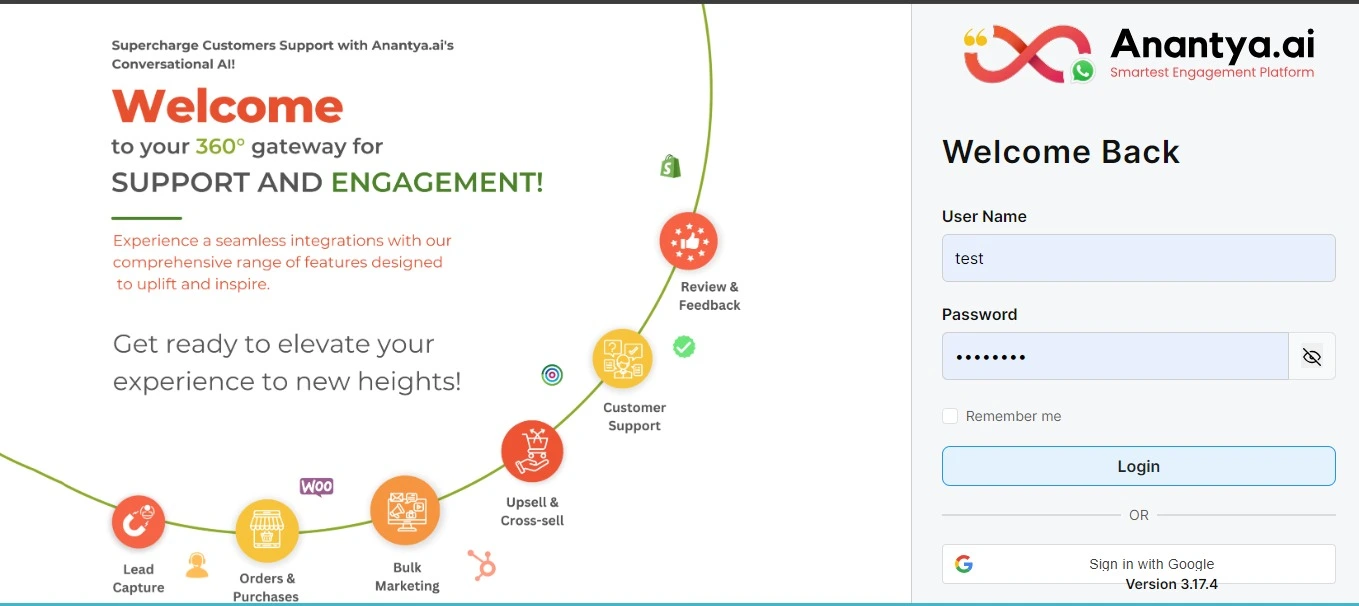 Supercharge Customers Support with Anantya.ai's
Conversational AI!
Welcome
to your 360° gateway for
SUPPORT AND ENGAGEMENT!
Experience a seamless integrations with our
comprehensive range of features designed
to uplift and inspire.
Get ready to elevate your
experience to new heights!
Review &
Feedback
Customer
Support
Upsell &
Cross-sell
WOO
Bulk
Marketing
Orders &
Purchases
Lead
Capture
Anantya.ai
Smartest Engagement Platform
Welcome Back
User Name
test
Password
••••••••
Remember me
Login
OR
Sign in with Google
Version 3.17.4